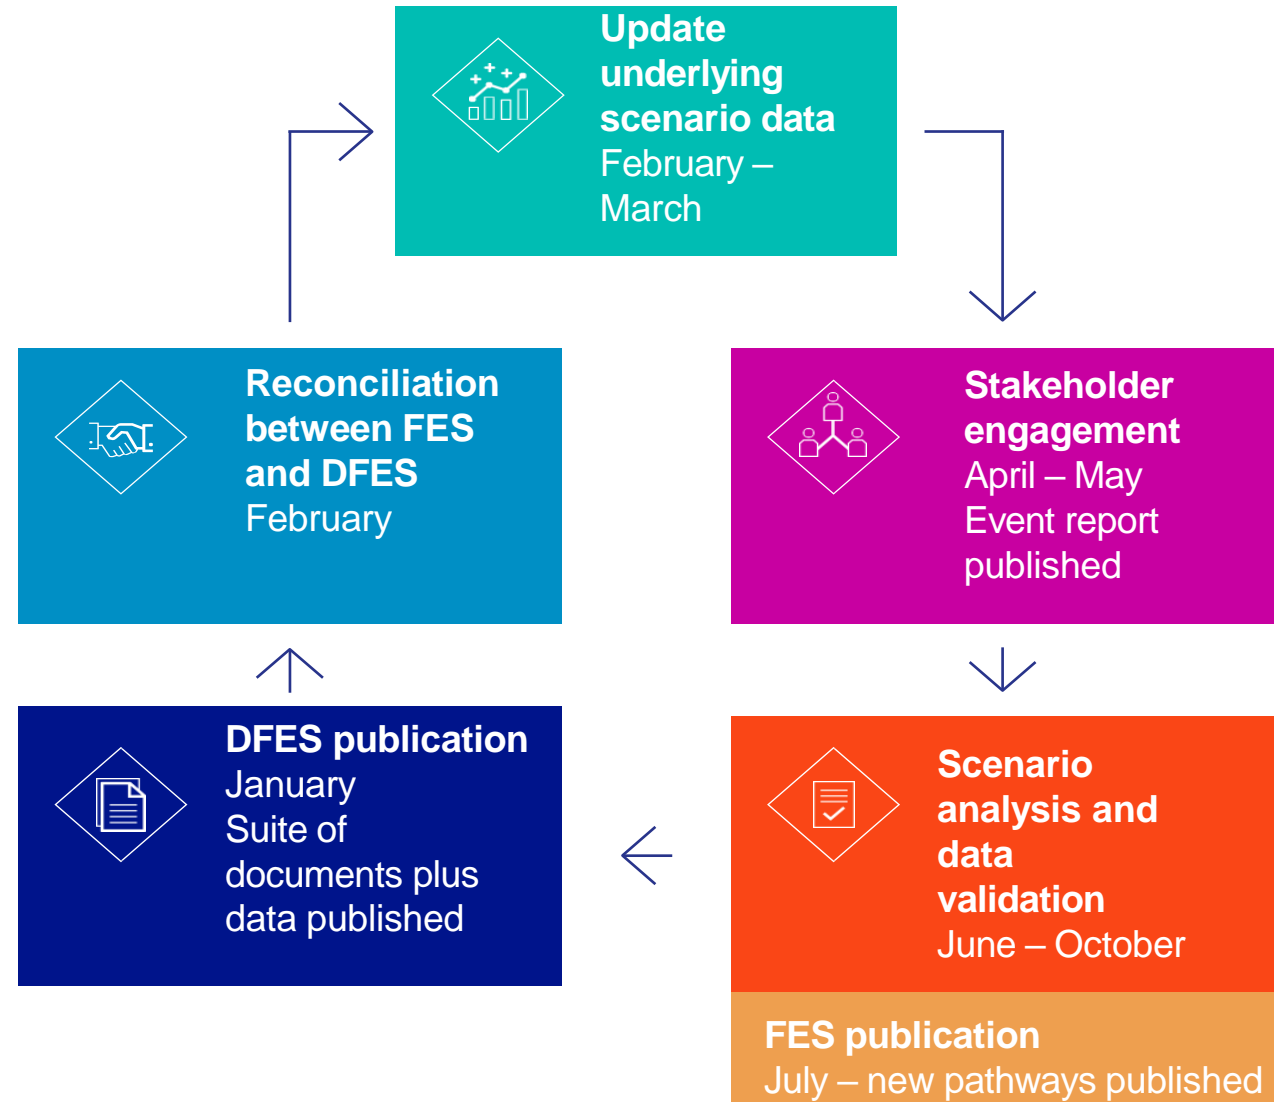 Update
underlying
scenario data
February –
March
Reconciliation
between FES
and DFES
February
Stakeholder
engagement
April – May
Event report
published
DFES publication
January
Suite of
documents plus
data published
Scenario
analysis and
data
validation
June – October
FES publication
July – new pathways published